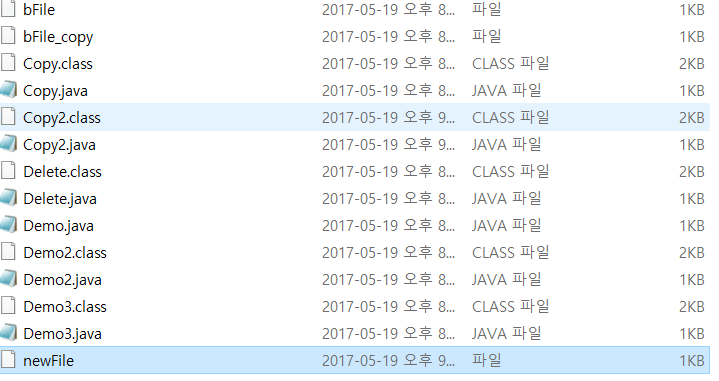 bFile 2017-05-19 오후 8... 파일 1KB
bFile_copy 2017-05-19 오후 8... 파일 1KB
Copy.class 2017-05-19 오후 8... CLASS 파일 2KB
Copy.java 2017-05-19 오후 8... JAVA 파일 1KB
Copy2.class 2017-05-19 오후 9... CLASS 파일 2KB
Copy2.java 2017-05-19 오후 9... JAVA 파일 1KB
Delete.class 2017-05-19 오후 8... CLASS 파일 2KB
Delete.java 2017-05-19 오후 8... JAVA 파일 1KB
Demo.java 2017-05-19 오후 8... JAVA 파일 1KB
Demo2.class 2017-05-19 오후 8... CLASS 파일 2KB
Demo2.java 2017-05-19 오후 8... JAVA 파일 1KB
Demo3.class 2017-05-19 오후 8... CLASS 파일 2KB
Demo3.java 2017-05-19 오후 8... JAVA 파일 1KB
newFile 2017-05-19 오후 9... 파일 1KB